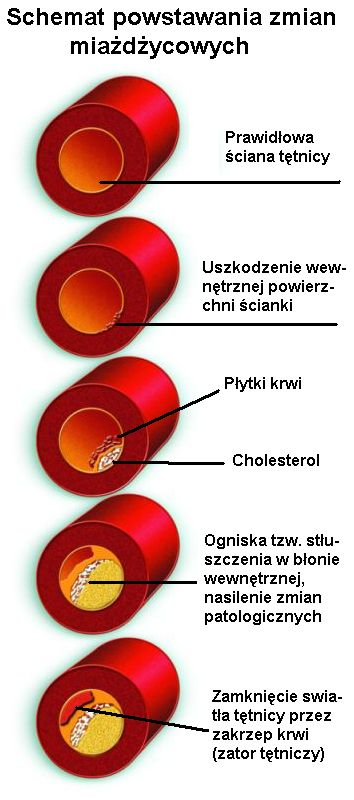 Schemat powstawania zmian
miażdżycowych
Prawidłowa
ściana tętnicy
Uszkodzenie wew-
nętrznej powierz-
chni ścianki
Płytki krwi
Cholesterol
Ogniska tzw. stłu-
szczenia w błonie
wewnętrznej,
nasilenie zmian
patologicznych
Zamknięcie swia-
tła tętnicy przez
zakrzep krwi
(zator tętniczy)